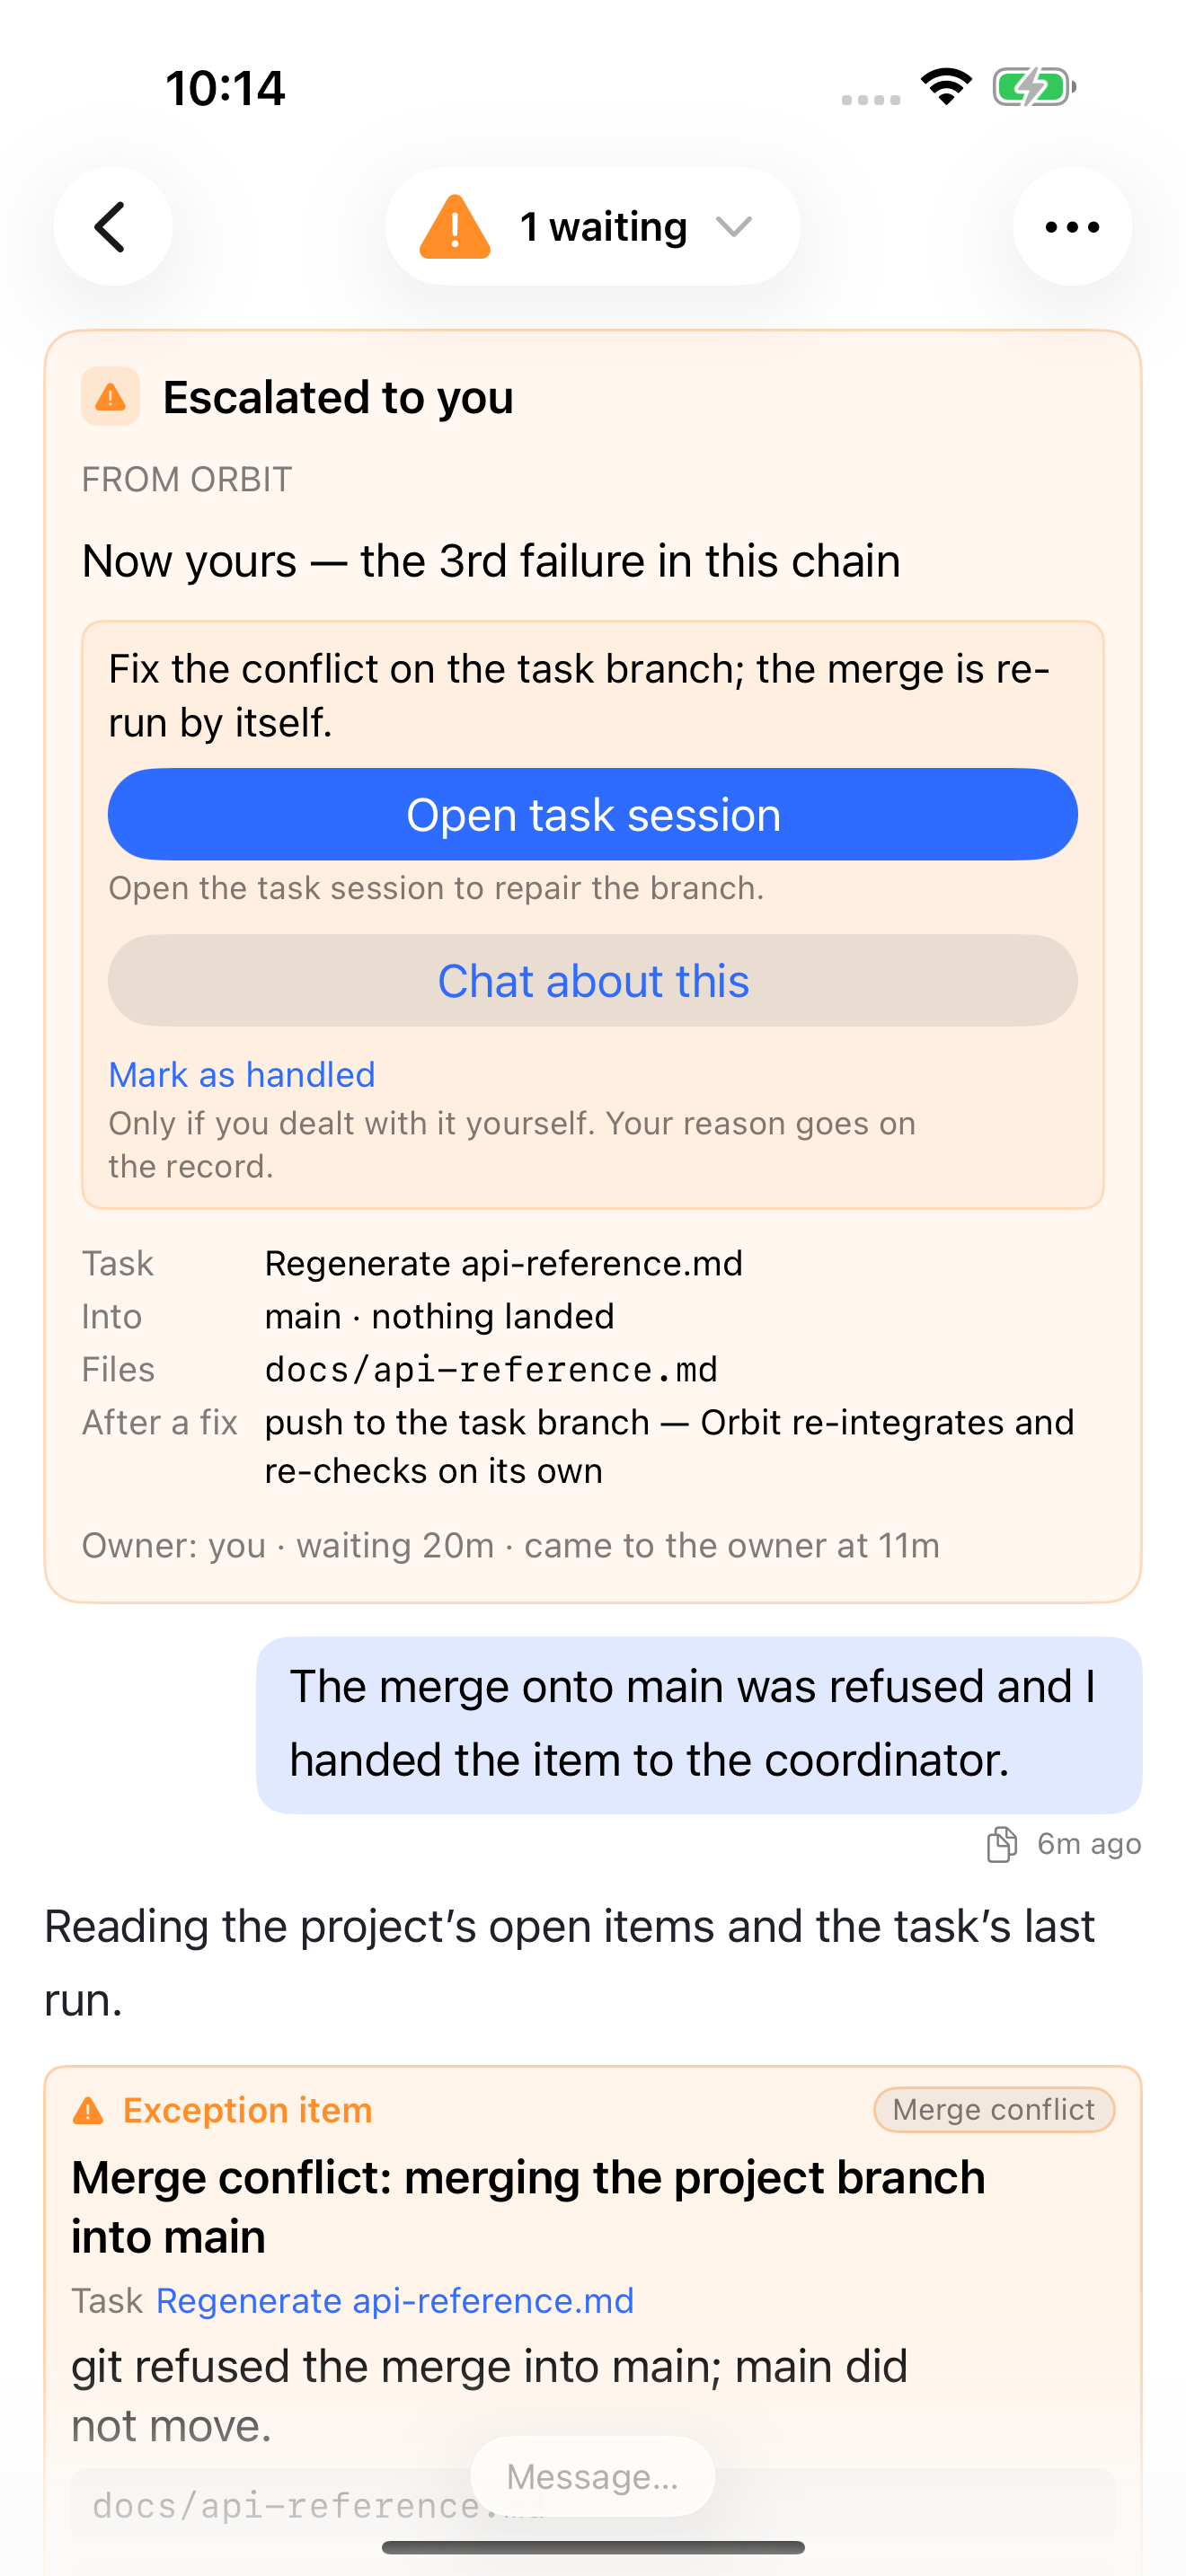 10:14
1 waiting
Escalated to you
FROM ORBIT
Now yours — the 3rd failure in this chain
Fix the conflict on the task branch; the merge is re-
run by itself.
Open task session
Open the task session to repair the branch.
Chat about this
Mark as handled
Only if you dealt with it yourself. Your reason goes on
the record.
Task Regenerate api-reference.md
Into main · nothing landed
Files docs/api-reference.md
After a fix push to the task branch — Orbit re-integrates and
re-checks on its own
Owner: you · waiting 20m · came to the owner at 11m
The merge onto main was refused and I
handed the item to the coordinator.
6m ago
Reading the project’s open items and the task’s last
run.
Exception item
Merge conflict
Merge conflict: merging the project branch
into main
Task Regenerate api-reference.md
git refused the merge into main; main did
not move.
Message...
docs/api-reference.md